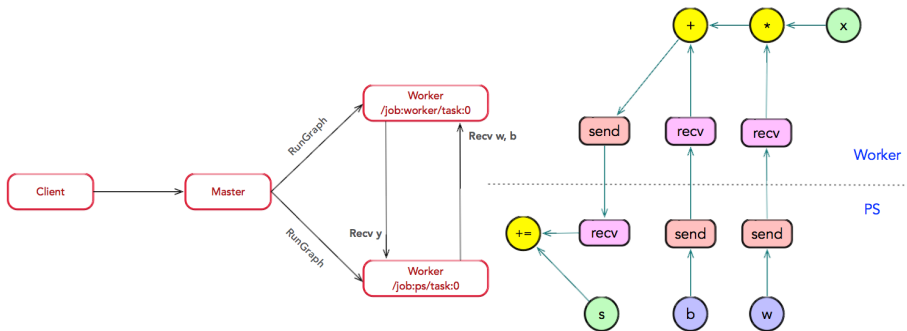 Client
Master
RunGraph
RunGraph
Worker
/job:worker/task:0
Recv w, b
Recv y
Worker
/job:ps/task:0
+
*
x
send
recv
recv
Worker
PS
+=
recv
send
send
s
b
w